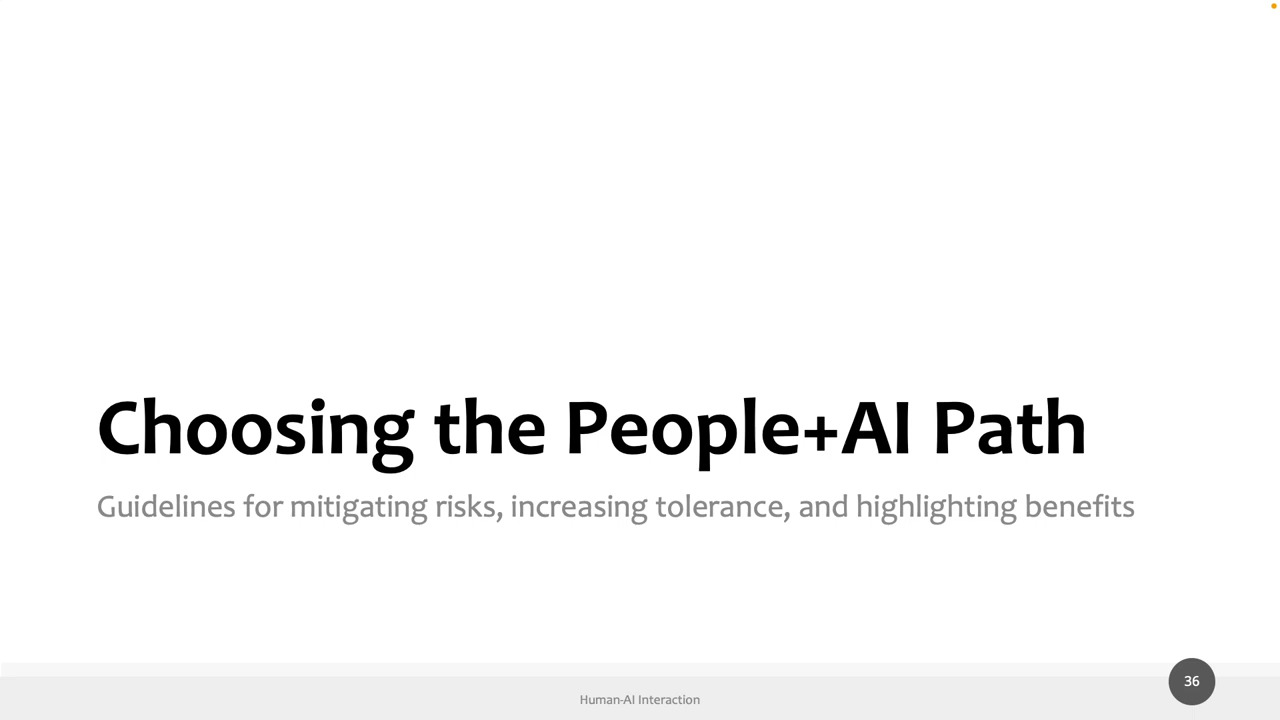 Choosing the People+AI Path
Guidelines for mitigating risks, increasing tolerance, and highlighting benefits
Human-AI Interaction
36